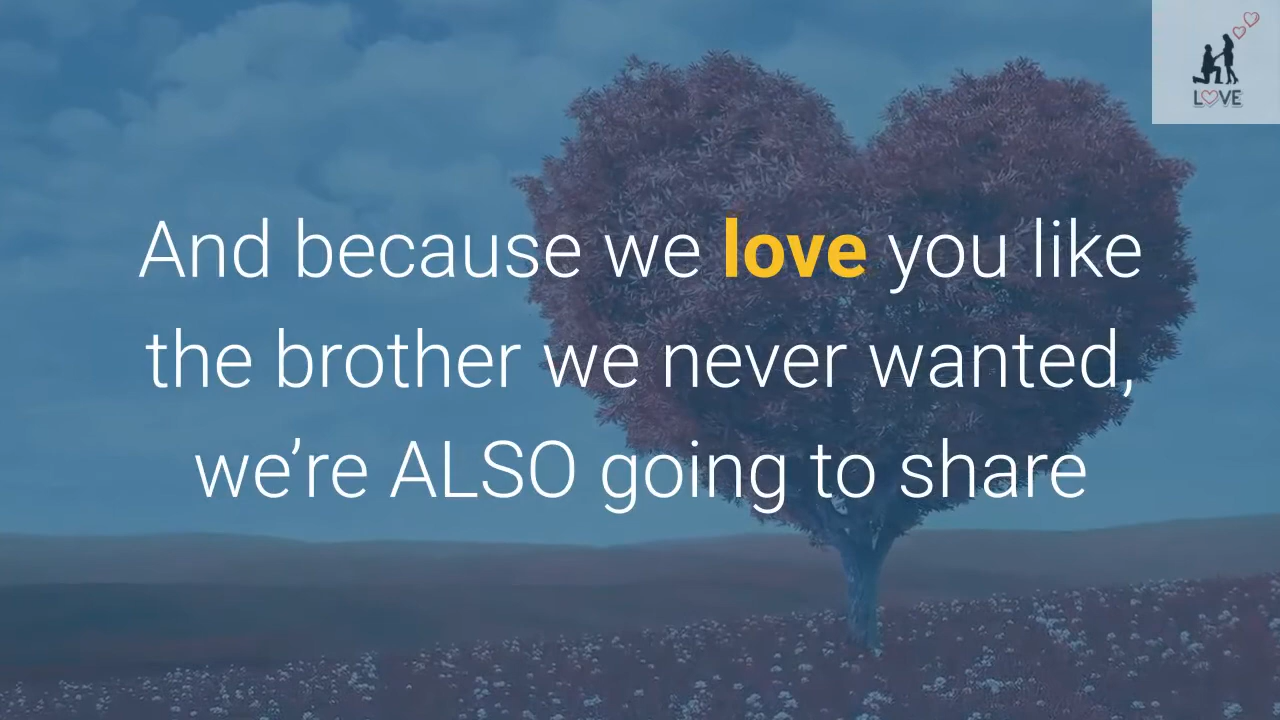 And because we love you like
the brother we never wanted,
we’re ALSO going to share
LOVE